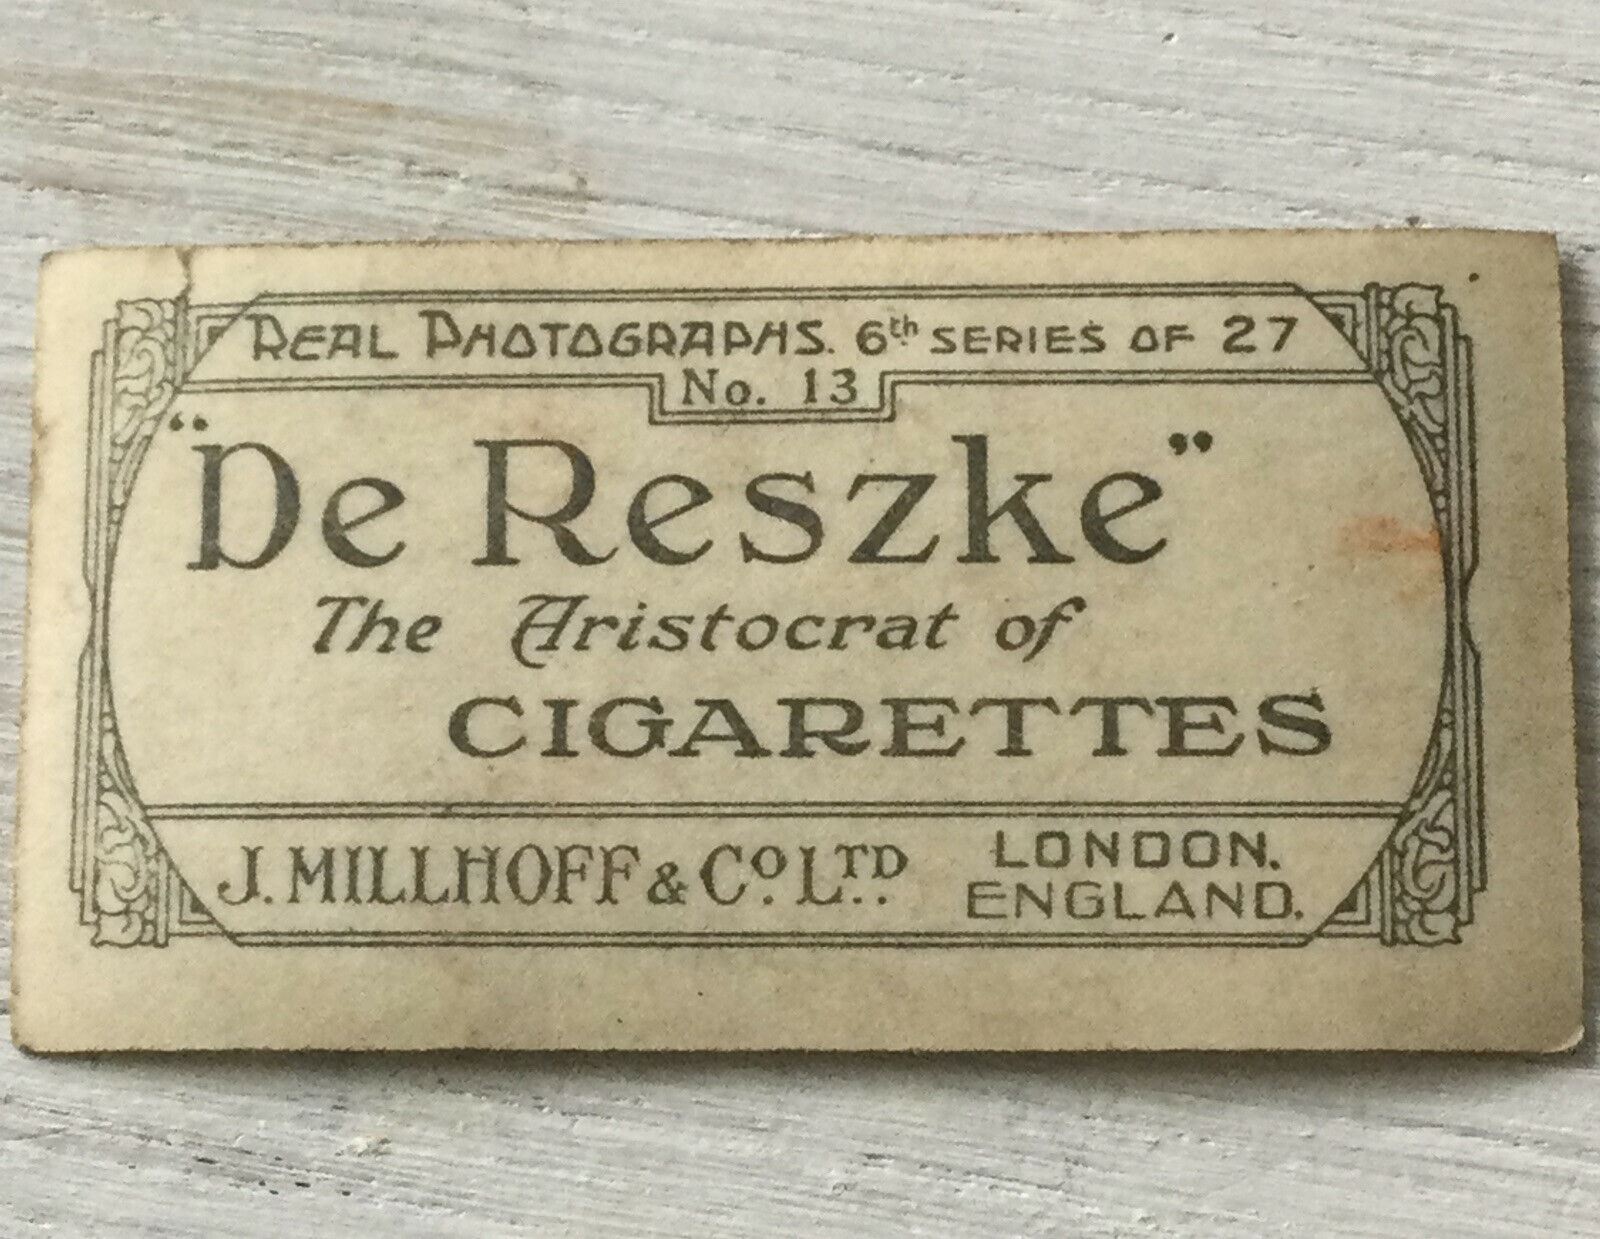 REAL PHOTOGRAPHS. 6th SERIES OF 27
No. 13
"De Reszke"
The Aristocrat of
CIGARETTES
J. MILLHOFF & Co. LTD. LONDON. ENGLAND.